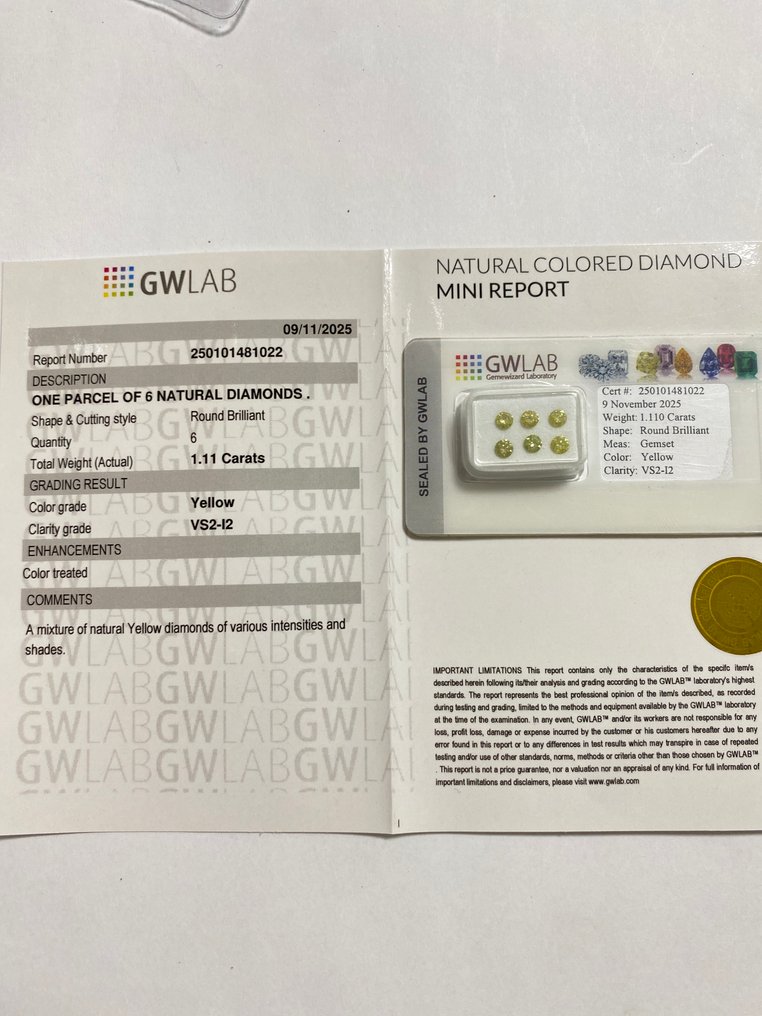 GWLAB
09/11/2025
Report Number 250101481022
DESCRIPTION
ONE PARCEL OF 6 NATURAL DIAMONDS .
Shape & Cutting style Round Brilliant
Quantity 6
Total Weight (Actual) 1.11 Carats
GRADING RESULT
Color grade Yellow
Clarity grade VS2-I2
ENHANCEMENTS
Color treated
COMMENTS
A mixture of natural Yellow diamonds of various intensities and
shades.
NATURAL COLORED DIAMOND
MINI REPORT
SEALED BY GWLAB
GWLAB
Gemewizard Laboratory
Cert #: 250101481022
9 November 2025
Weight: 1.110 Carats
Shape: Round Brilliant
Meas: Gemset
Color: Yellow
Clarity: VS2-I2
IMPORTANT LIMITATIONS This report contains only the characteristics of the specifc item/s
described herein following its/their analysis and grading according to the GWLAB™ laboratory's highest
standards. The report represents the best professional opinion of the item/s described, as recorded
during testing and grading, limited to the methods and equipment available by the GWLAB™ laboratory
at the time of the examination. In any event, GWLAB™ and/or its workers are not responsible for any
loss, profit loss, damage or expense incurred by the customer or his customers hereafter due to any
error found in this report or to any differences in test results which may transpire in case of repeated
testing and/or use of other standards, norms, methods or criteria other than those chosen by GWLAB™
. This report is not a price guarantee, nor a valuation nor an appraisal of any kind. For full information of
important limitations and disclaimers, please visit www.gwlab.com